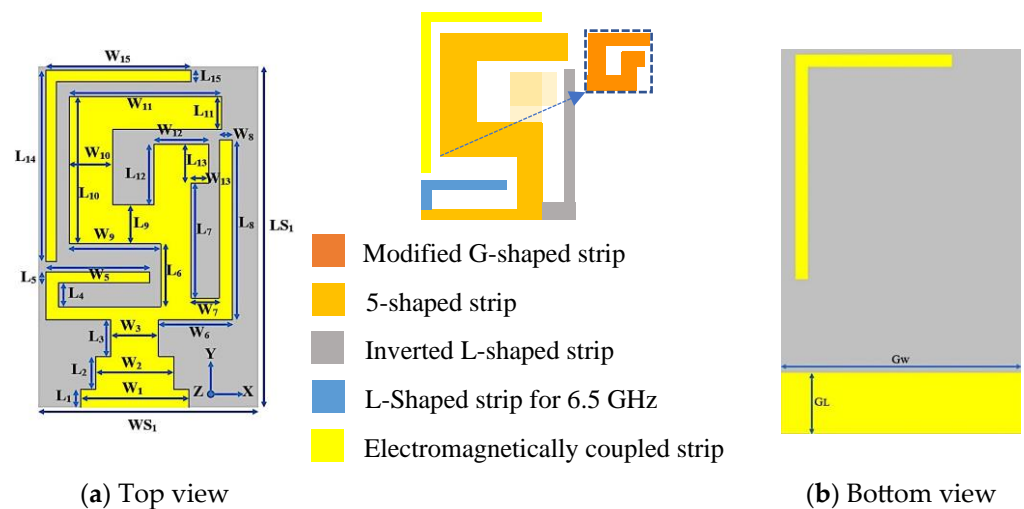 W15
L15
W11
L11
W12
W8
L14
W10
L12
L13
W13
L10
L9
L7
L8
LS1
W9
L6
L5
W5
L4
W7
L3
W3
W6
L2
W2
Y
Z
X
L1
W1
WS1
(a) Top view
Modified G-shaped strip
5-shaped strip
Inverted L-shaped strip
L-Shaped strip for 6.5 GHz
Electromagnetically coupled strip
GW
GL
(b) Bottom view